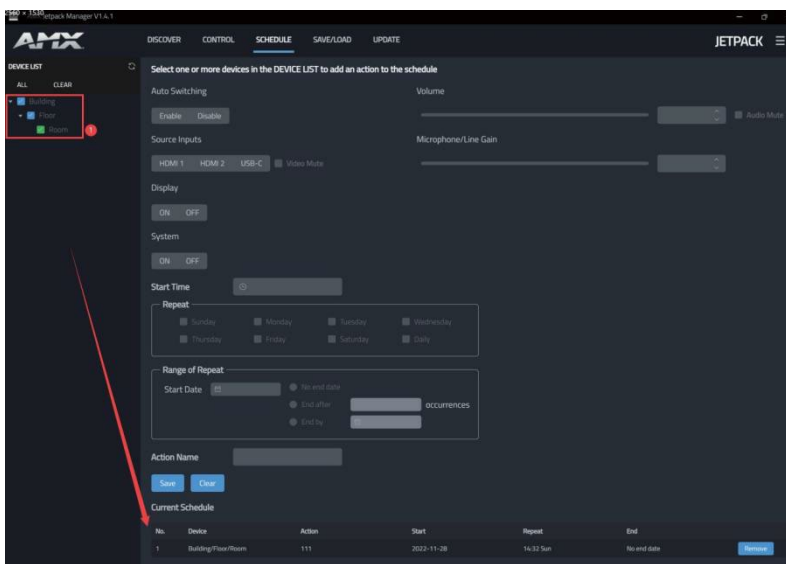 2560 × 1530 Jetpack Manager V1.4.1
AMX DISCOVER CONTROL SCHEDULE SAVE/LOAD UPDATE JETPACK
DEVICE LIST
ALL CLEAR
Building
Floor
Room 1
Select one or more devices in the DEVICE LIST to add an action to the schedule
Auto Switching Volume
Enable Disable Audio Mute
Source Inputs Microphone/Line Gain
HDMI 1 HDMI 2 USB-C Video Mute
Display
ON OFF
System
ON OFF
Start Time
Repeat
Sunday Monday Tuesday Wednesday
Thursday Friday Saturday Daily
Range of Repeat
Start Date No end date
End after occurrences
End by
Action Name
Save Clear
Current Schedule
No. Device Action Start Repeat End
1 Building/Floor/Room 111 2022-11-28 14:32 Sun No end date Remove